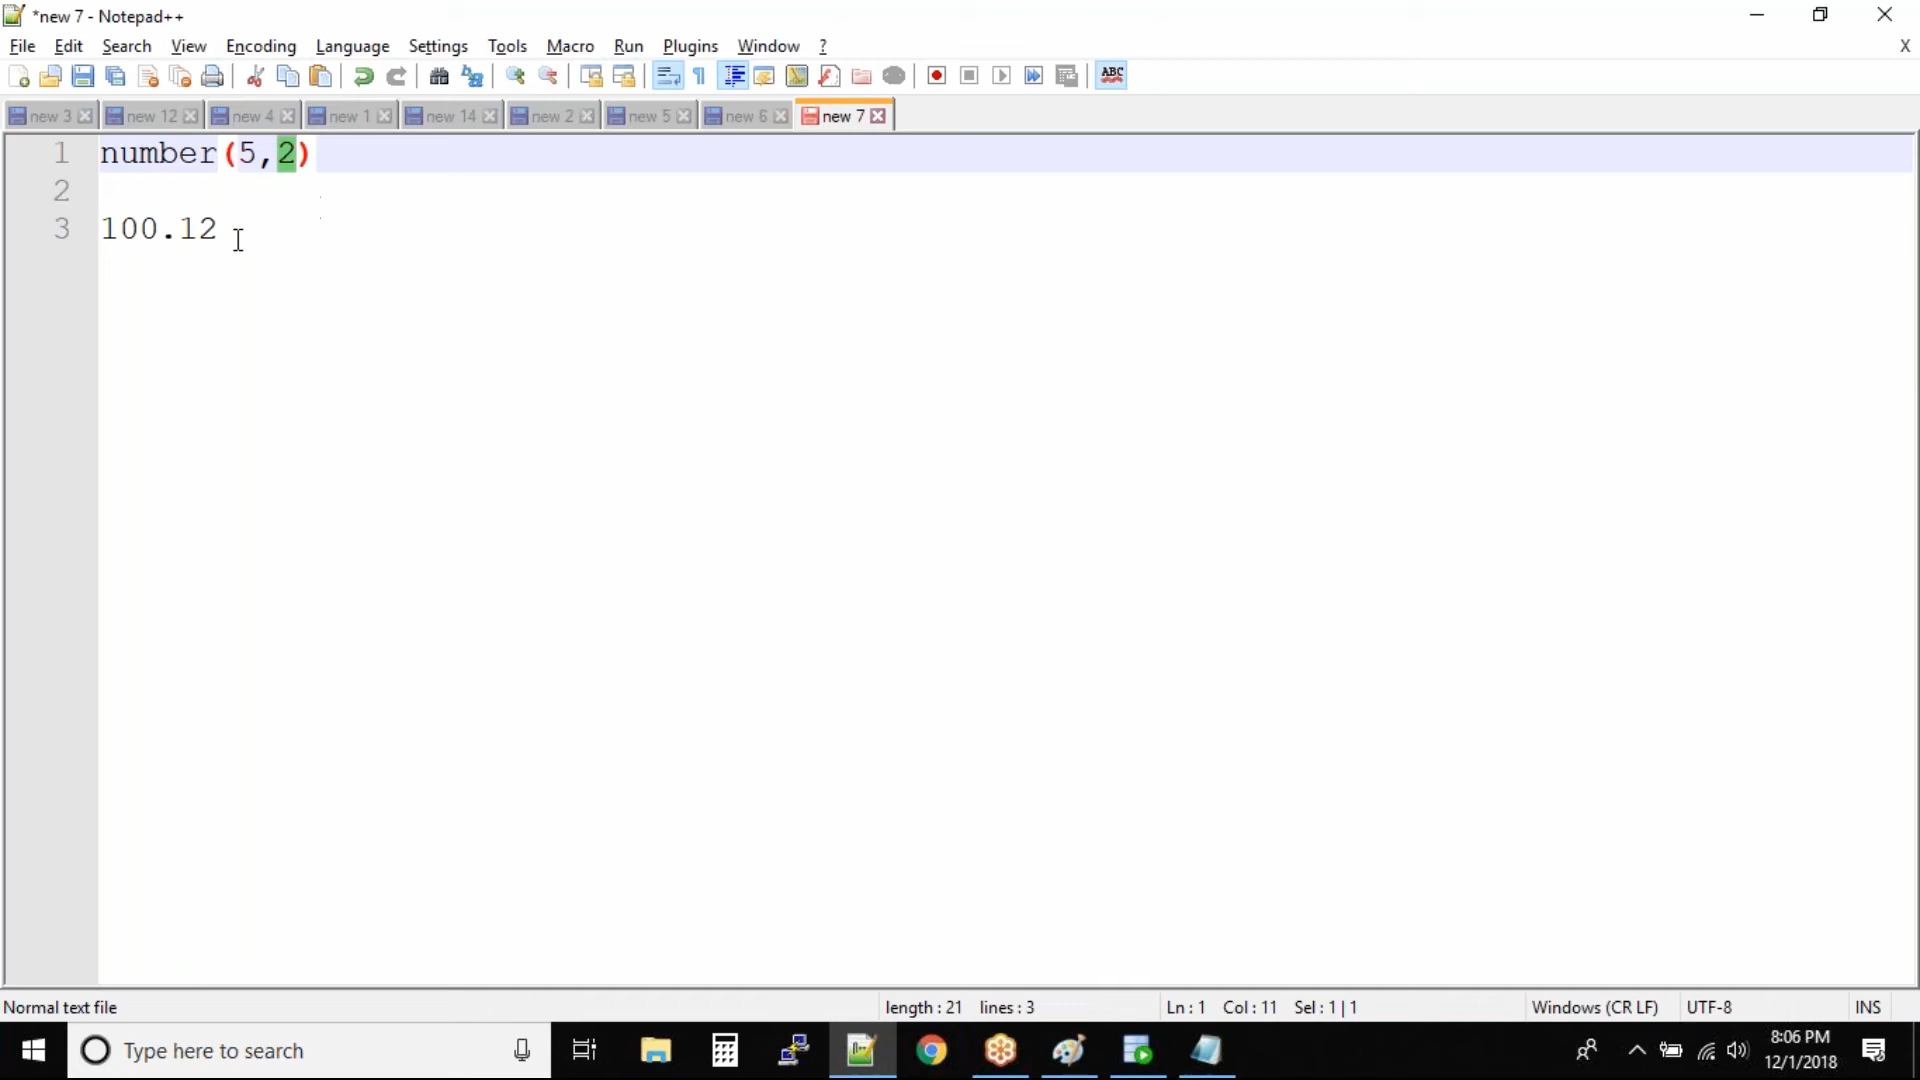 *new 7 - Notepad++
File Edit Search View Encoding Language Settings Tools Macro Run Plugins Window ? X
ABC
new 3 new 12 new 4 new 1 new 14 new 2 new 5 new 6 new 7
1 number(5,2)
2
3 100.12
Normal text file length : 21 lines : 3 Ln : 1 Col : 11 Sel : 1 | 1 Windows (CR LF) UTF-8 INS
Type here to search
8:06 PM
12/1/2018